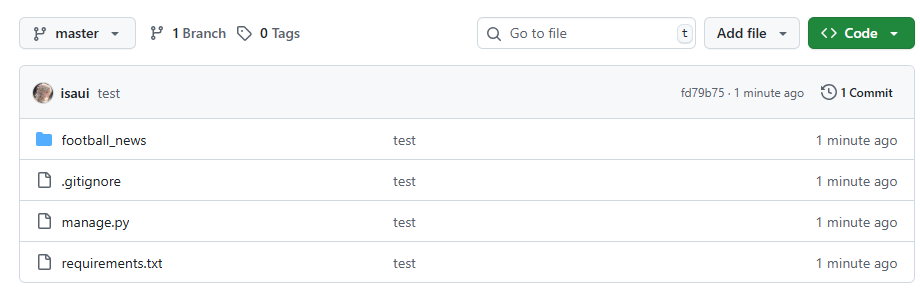 master 1 Branch 0 Tags Go to file t Add file Code
isaui test fd79b75 · 1 minute ago 1 Commit
football_news test 1 minute ago
.gitignore test 1 minute ago
manage.py test 1 minute ago
requirements.txt test 1 minute ago